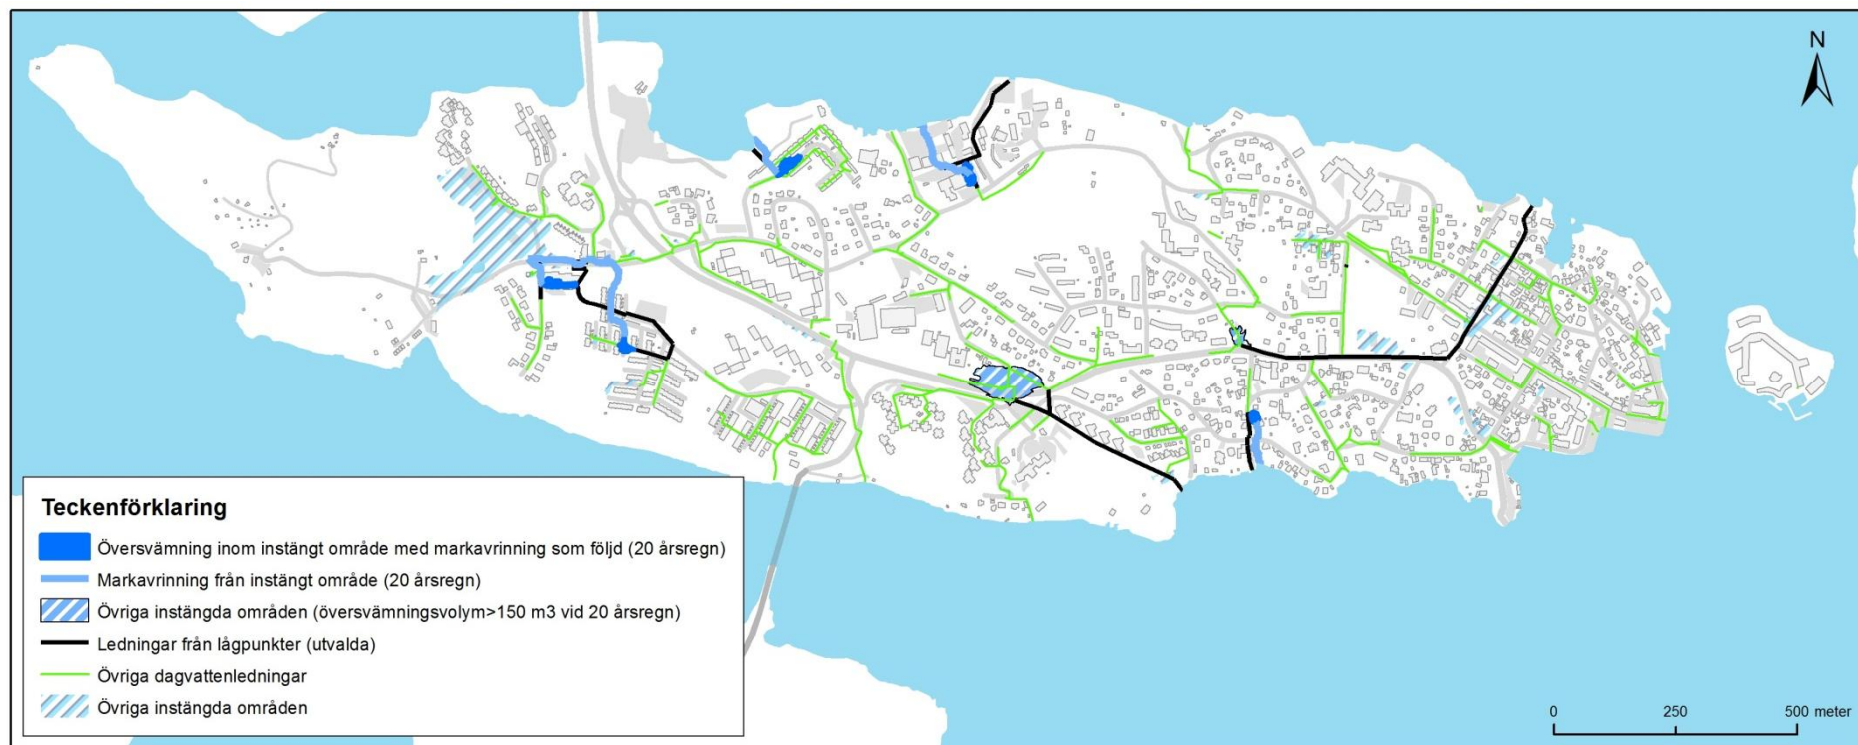 N
Teckenförklaring
Översvämning inom instängt område med markavrinning som följd (20 årsregn)
Markavrinning från instängt område (20 årsregn)
Övriga instängda områden (översvämningsvolym>150 m3 vid 20 årsregn)
Ledningar från lågpunkter (utvalda)
Övriga dagvattenledningar
Övriga instängda områden
0 250 500 meter